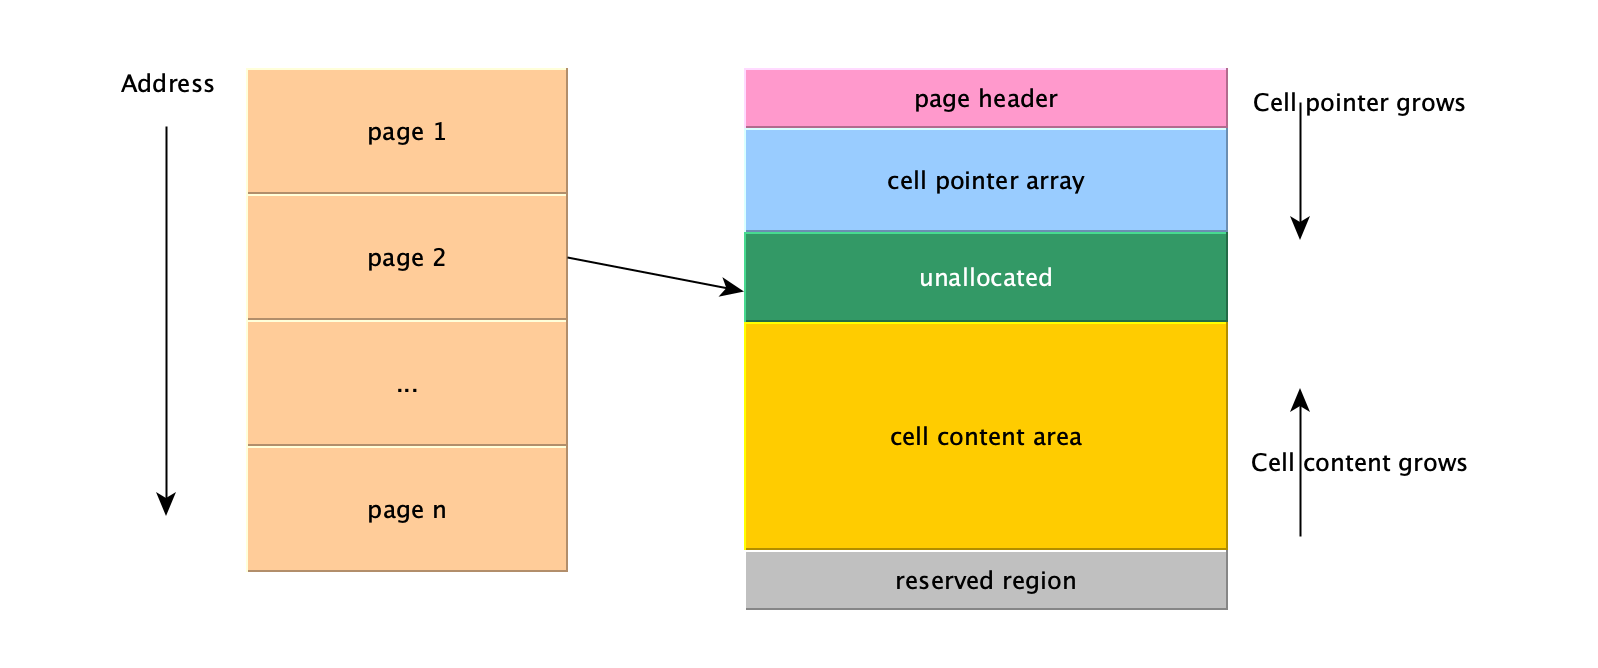 Address
page 1
page 2
...
page n
page header
cell pointer array
unallocated
cell content area
reserved region
Cell pointer grows
Cell content grows